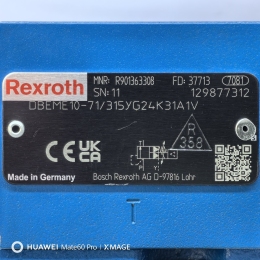 Rexroth
MNR: R901363308 FD: 37713 7081
SN: 11 129877312
DBEME10-71/315YG24K31A1V
CE UK CA
R 358
Made in Germany
Bosch Rexroth AG D-97816 Lohr
T
HUAWEI Mate60 Pro XMAGE